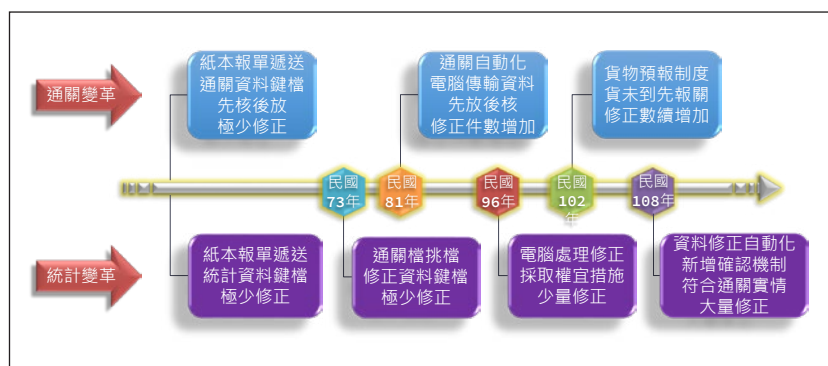 通關變革
紙本報單遞送
通關資料鍵檔
先核後放
極少修正
通關自動化
電腦傳輸資料
先放後核
修正件數增加
貨物預報制度
貨未到先報關
修正數續增加
民國
73年
民國
81年
民國
96年
民國
102
年
民國
108年
統計變革
紙本報單遞送
統計資料鍵檔
極少修正
通關檔挑檔
修正資料鍵檔
極少修正
電腦處理修正
採取權宜措施
少量修正
資料修正自動化
新增確認機制
符合通關實情
大量修正